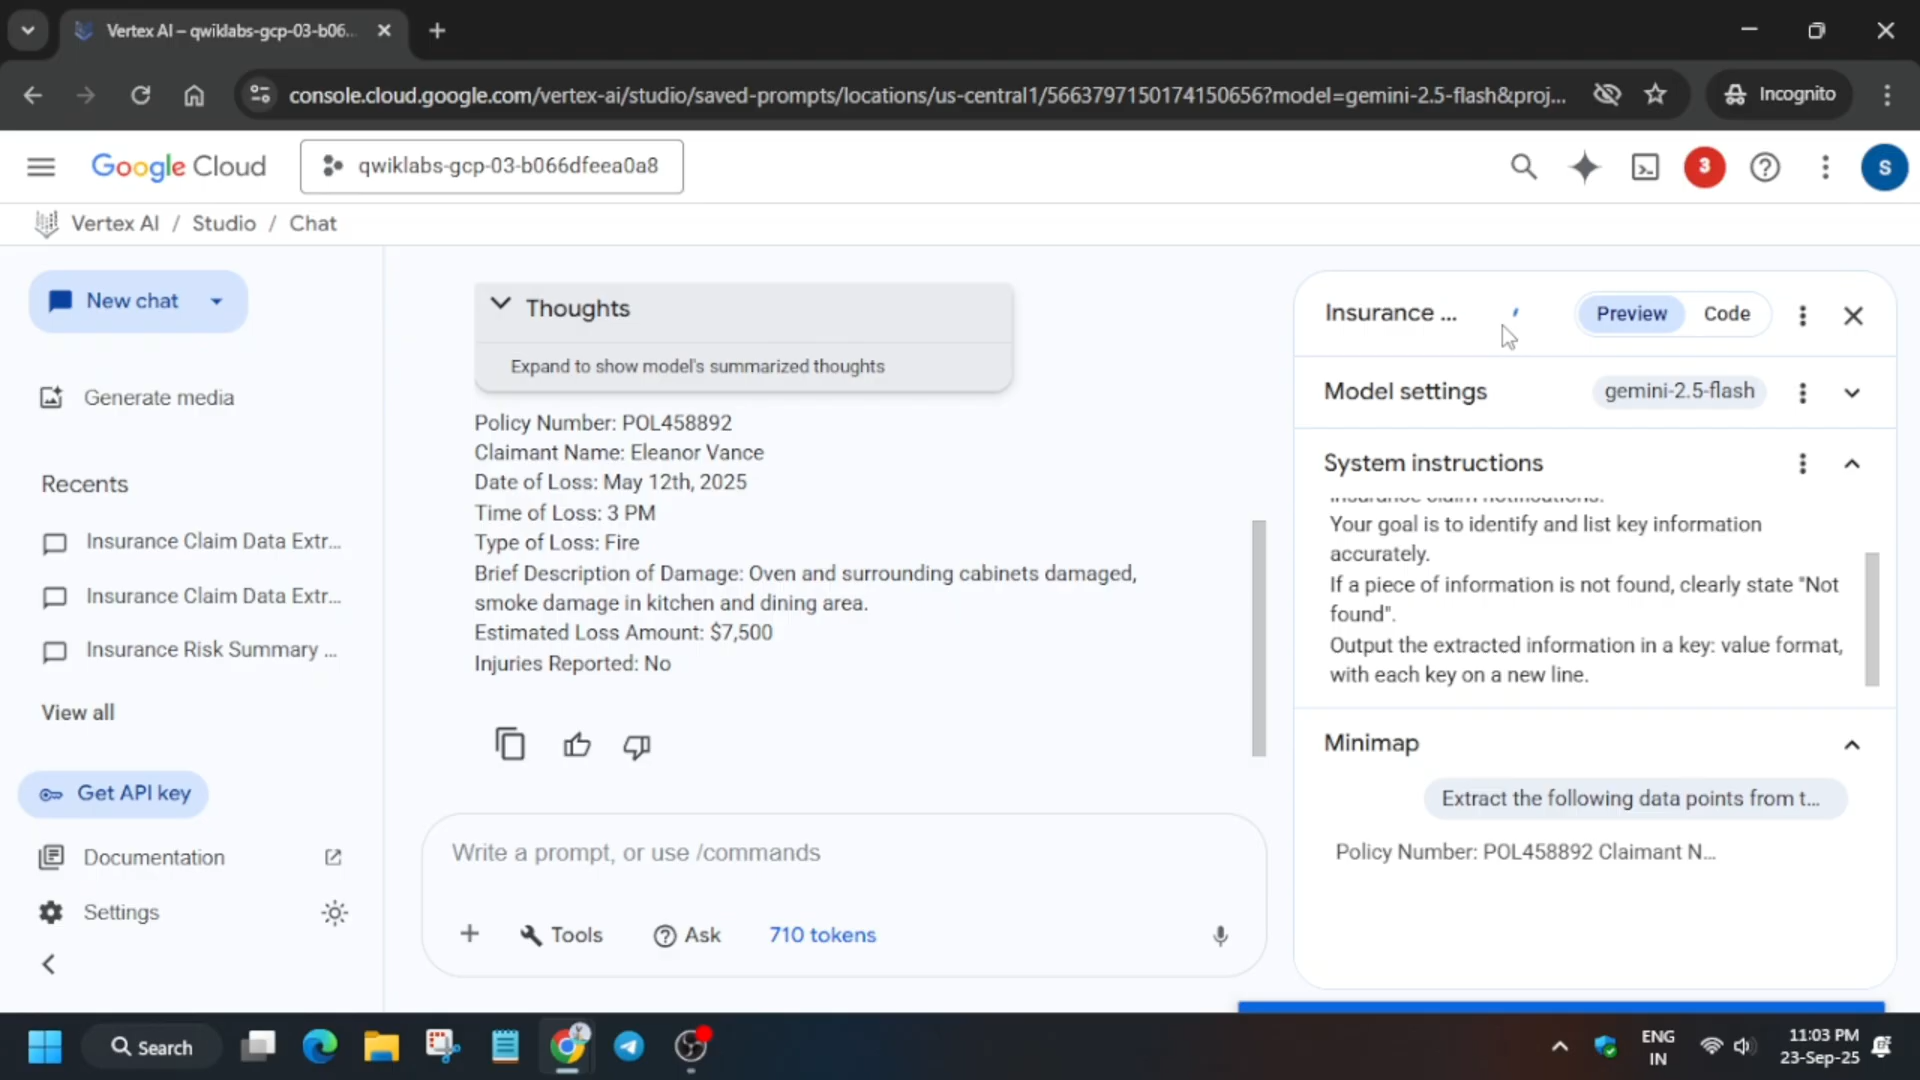 Vertex AI – qwiklabs-gcp-03-b06...
console.cloud.google.com/vertex-ai/studio/saved-prompts/locations/us-central1/5663797150174150656?model=gemini-2.5-flash&proj...
Incognito
Google Cloud
qwiklabs-gcp-03-b066dfeea0a8
3
S
Vertex AI / Studio / Chat
New chat
Generate media
Recents
Insurance Claim Data Extr...
Insurance Claim Data Extr...
Insurance Risk Summary ...
View all
Get API key
Documentation
Settings
Thoughts
Expand to show model's summarized thoughts
Policy Number: POL458892
Claimant Name: Eleanor Vance
Date of Loss: May 12th, 2025
Time of Loss: 3 PM
Type of Loss: Fire
Brief Description of Damage: Oven and surrounding cabinets damaged,
smoke damage in kitchen and dining area.
Estimated Loss Amount: $7,500
Injuries Reported: No
Write a prompt, or use /commands
Tools
Ask
710 tokens
Insurance ...
Preview
Code
Model settings
gemini-2.5-flash
System instructions
insurance claim notifications.
Your goal is to identify and list key information
accurately.
If a piece of information is not found, clearly state "Not
found".
Output the extracted information in a key: value format,
with each key on a new line.
Minimap
Extract the following data points from t...
Policy Number: POL458892 Claimant N...
Search
ENG
IN
11:03 PM
23-Sep-25